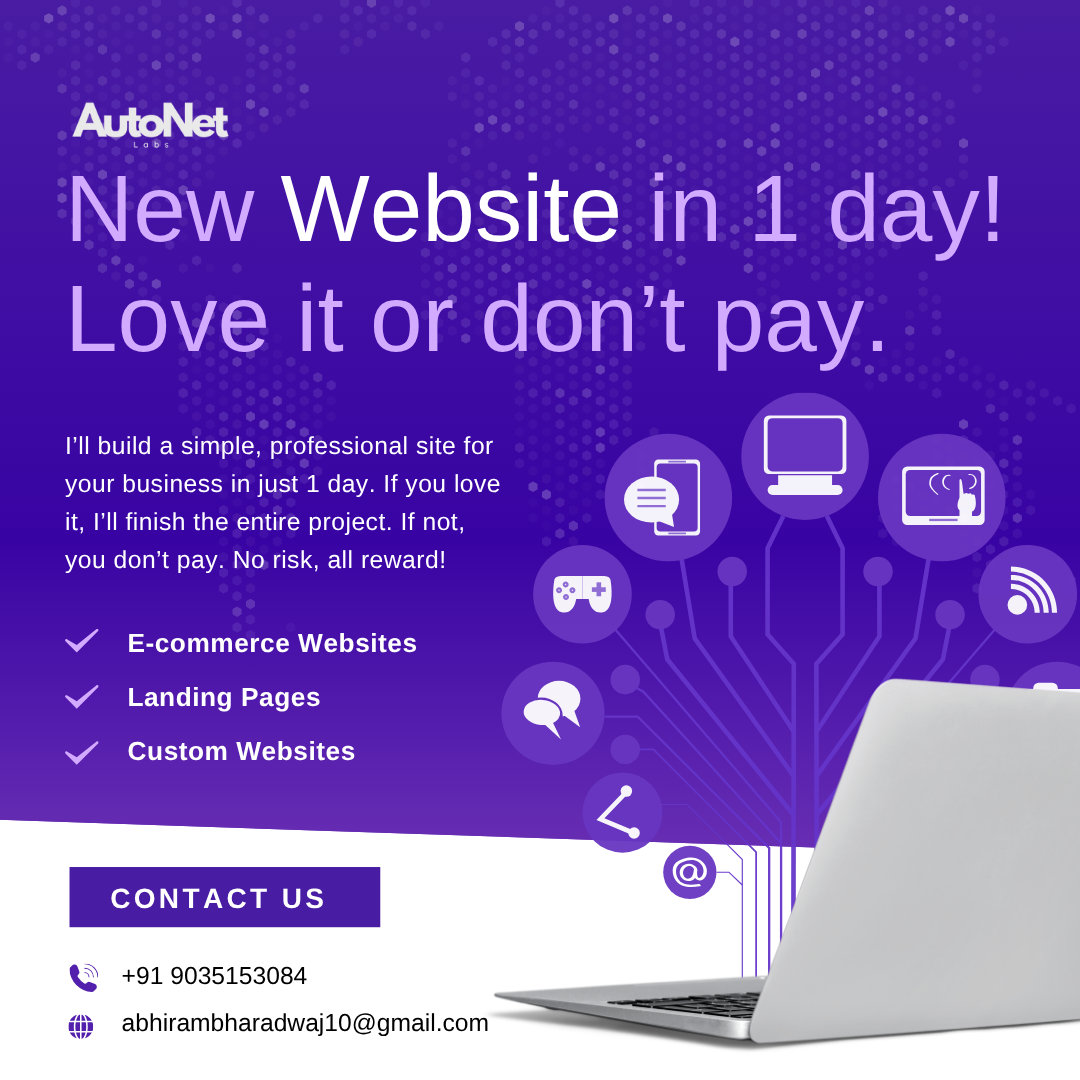 AutoNet
Labs
New Website in 1 day!
Love it or don’t pay.
I’ll build a simple, professional site for
your business in just 1 day. If you love
it, I’ll finish the entire project. If not,
you don’t pay. No risk, all reward!
E-commerce Websites
Landing Pages
Custom Websites
@
CONTACT US
+91 9035153084
abhirambharadwaj10@gmail.com